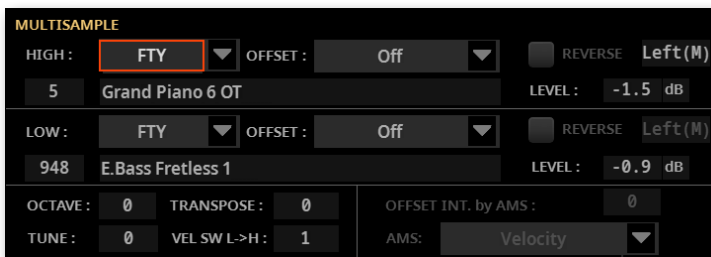 MULTISAMPLE
HIGH : FTY OFFSET : Off REVERSE Left(M)
5 Grand Piano 6 OT LEVEL : -1.5 dB
LOW : FTY OFFSET : Off REVERSE Left(M)
948 E.Bass Fretless 1 LEVEL : -0.9 dB
OCTAVE : 0 TRANSPOSE : 0 OFFSET INT. by AMS : 0
TUNE : 0 VEL SW L->H : 1 AMS: Velocity